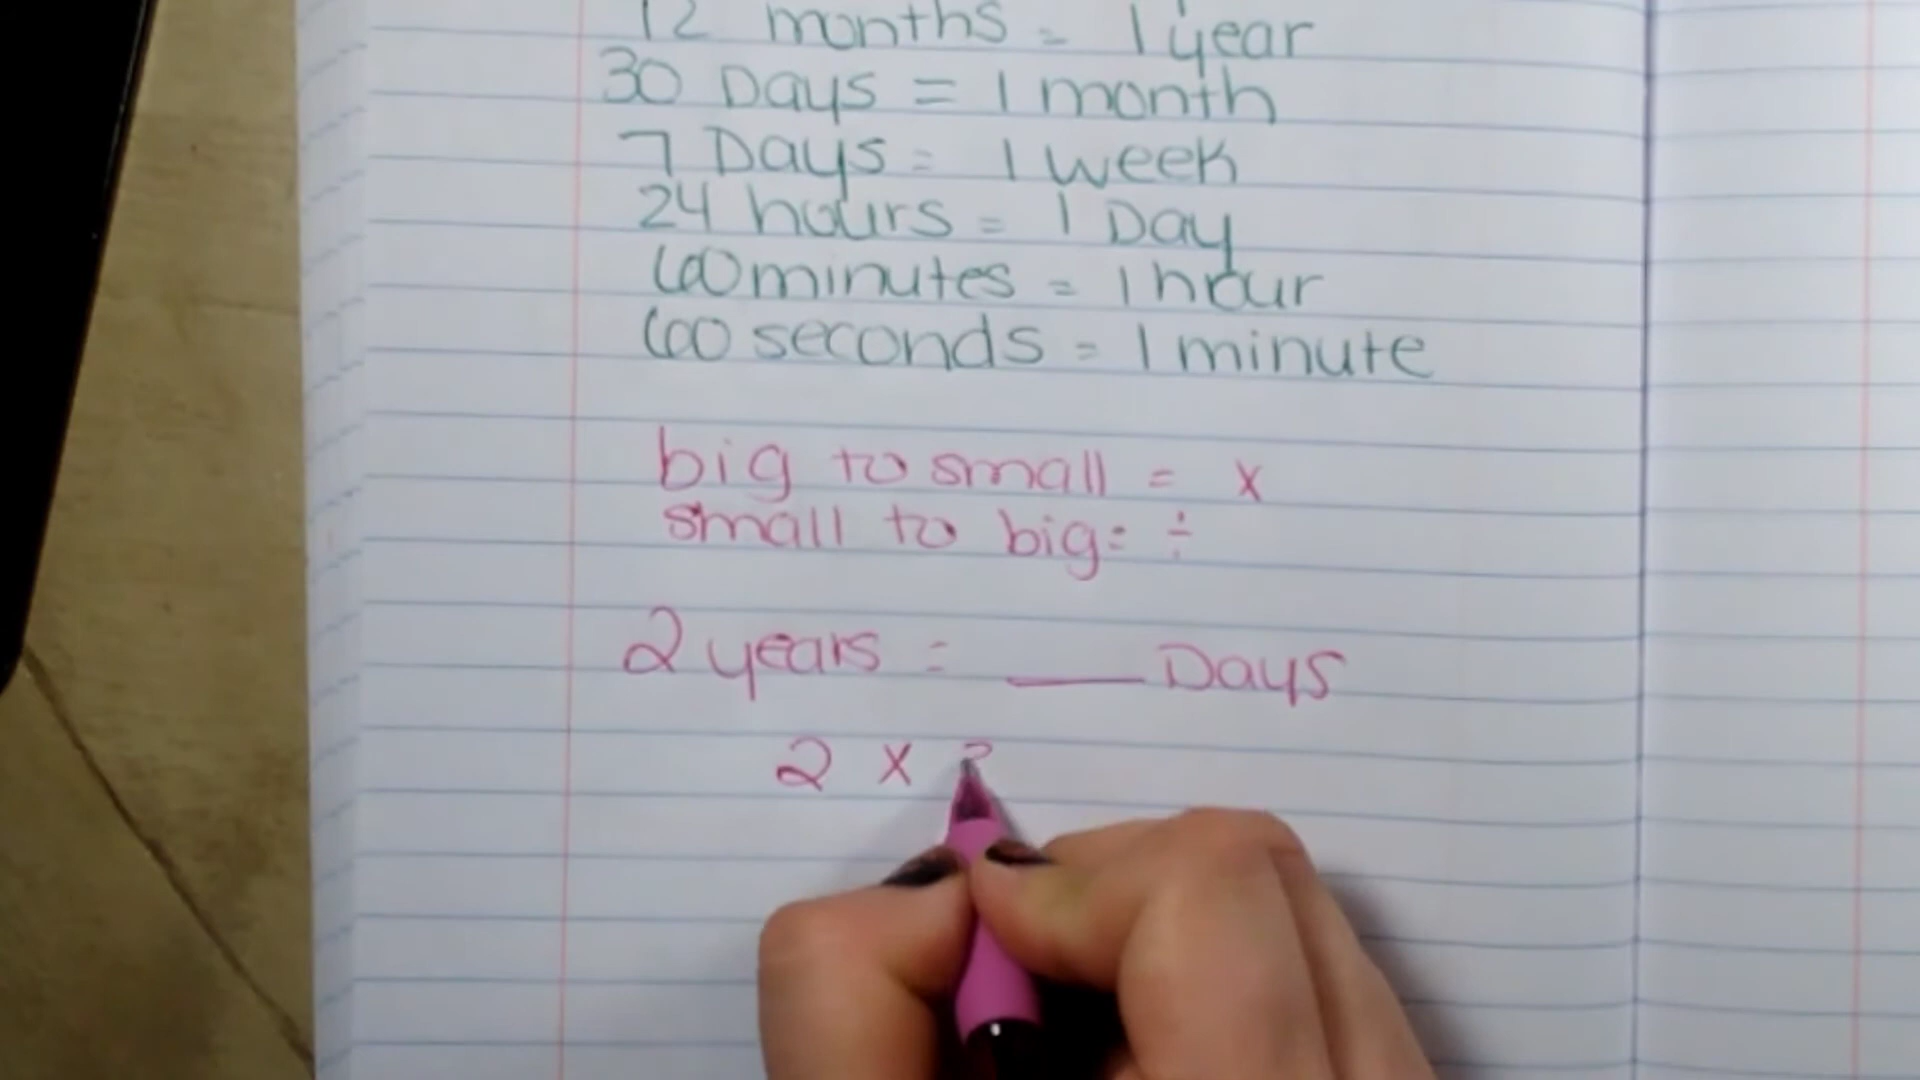 12 months = 1 year
30 Days = 1 month
7 Days = 1 week
24 hours = 1 Day
60 minutes = 1 hour
60 seconds = 1 minute
big to small = x
small to big = ÷
2 years = ___ Days
2 x